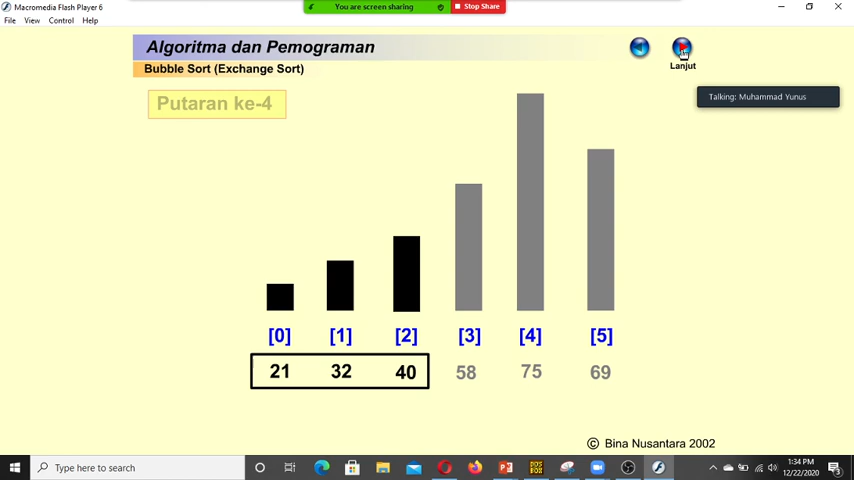 Macromedia Flash Player 6
You are screen sharing
Stop Share
File View Control Help
Algoritma dan Pemograman
Bubble Sort (Exchange Sort)
Lanjut
Talking: Muhammad Yunus
Putaran ke-4
[0] [1] [2] [3] [4] [5]
21 32 40 58 75 69
© Bina Nusantara 2002
Type here to search
1:34 PM
12/22/2020
3